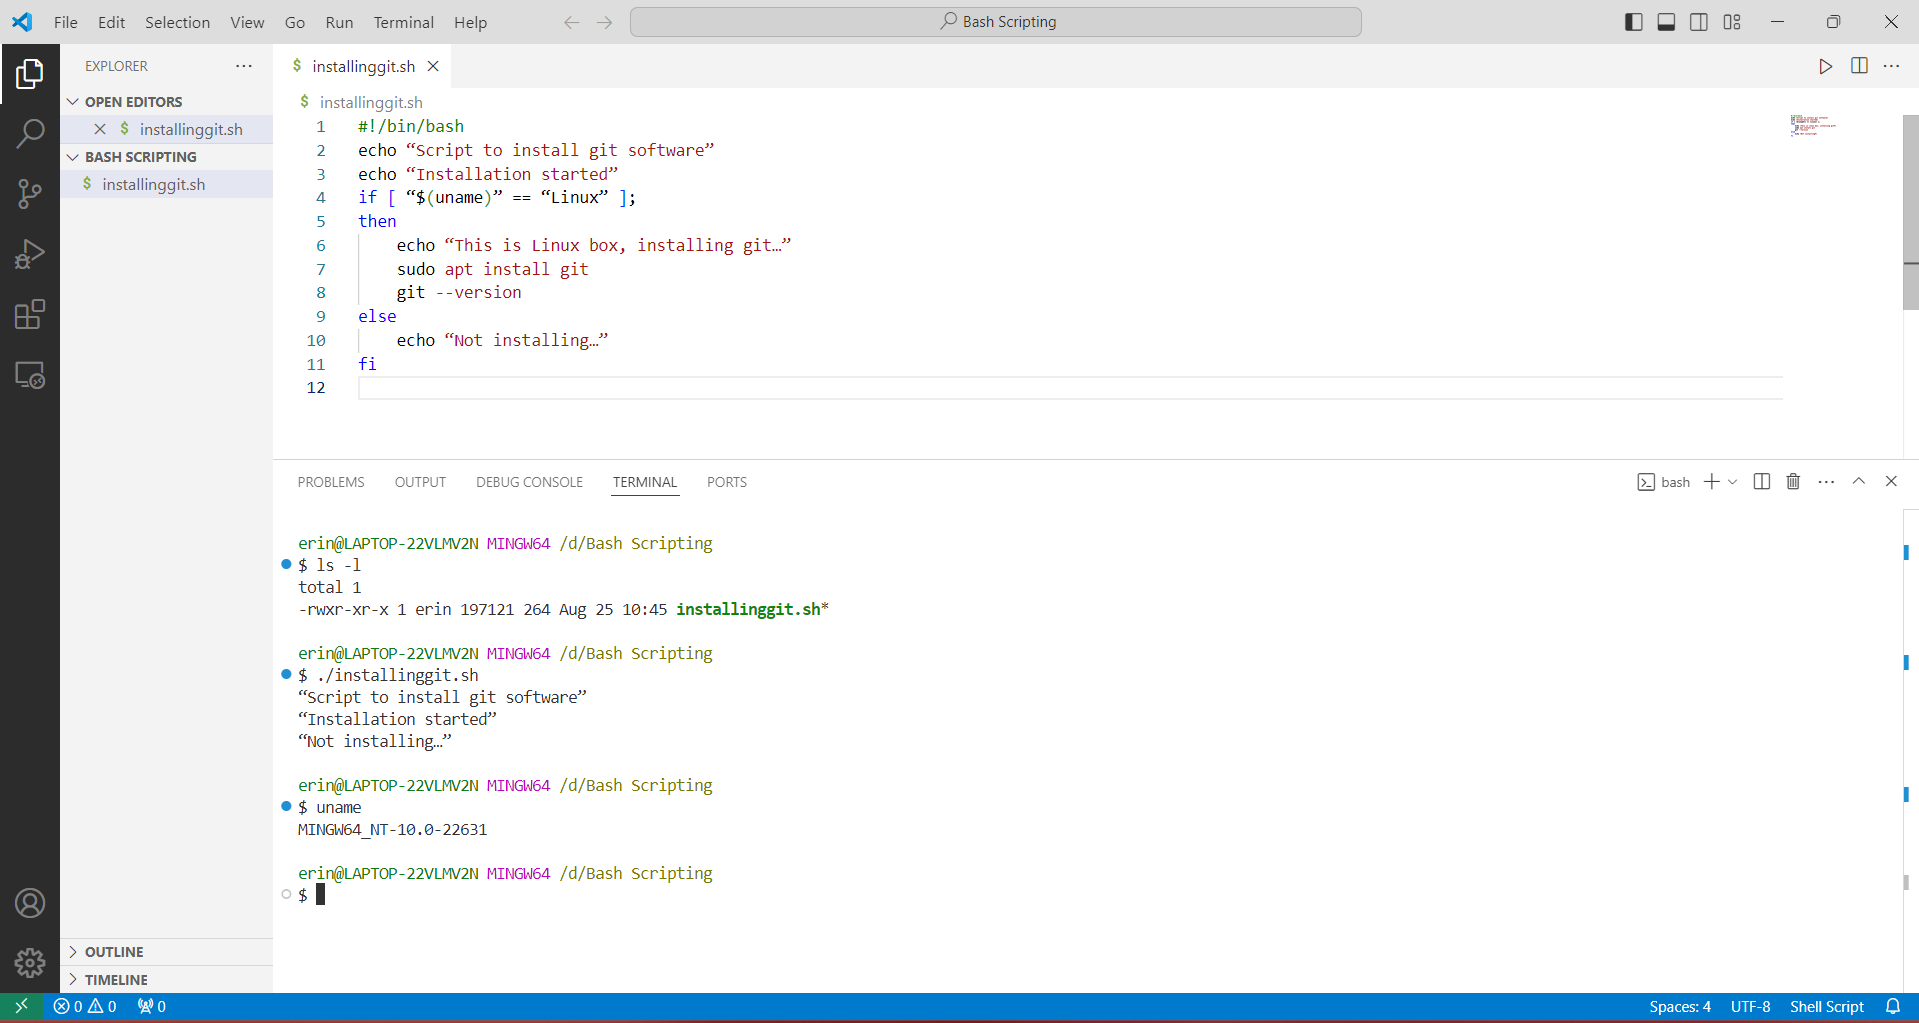 File Edit Selection View Go Run Terminal Help
Bash Scripting
EXPLORER
OPEN EDITORS
$ installinggit.sh
BASH SCRIPTING
$ installinggit.sh
OUTLINE
TIMELINE
$ installinggit.sh
$ installinggit.sh
1 #!/bin/bash
2 echo “Script to install git software”
3 echo “Installation started”
4 if [ “$(uname)” == “Linux” ];
5 then
6 echo “This is Linux box, installing git…”
7 sudo apt install git
8 git --version
9 else
10 echo “Not installing…”
11 fi
12
PROBLEMS OUTPUT DEBUG CONSOLE TERMINAL PORTS
bash
erin@LAPTOP-22VLMV2N MINGW64 /d/Bash Scripting
$ ls -l
total 1
-rwxr-xr-x 1 erin 197121 264 Aug 25 10:45 installinggit.sh*
erin@LAPTOP-22VLMV2N MINGW64 /d/Bash Scripting
$ ./installinggit.sh
“Script to install git software”
“Installation started”
“Not installing…”
erin@LAPTOP-22VLMV2N MINGW64 /d/Bash Scripting
$ uname
MINGW64_NT-10.0-22631
erin@LAPTOP-22VLMV2N MINGW64 /d/Bash Scripting
$
0 0 0
Spaces: 4 UTF-8 Shell Script